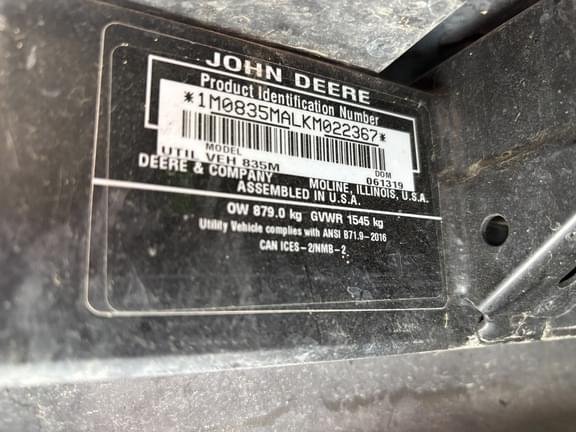 JOHN DEERE
Product Identification Number
*1M0835MALKM022367*
MODEL DOM
UTIL VEH 835M 061319
DEERE & COMPANY MOLINE, ILLINOIS, U.S.A.
ASSEMBLED IN U.S.A.
OW 879.0 kg GVWR 1545 kg
Utility Vehicle complies with ANSI B71.9-2016
CAN ICES-2/NMB-2